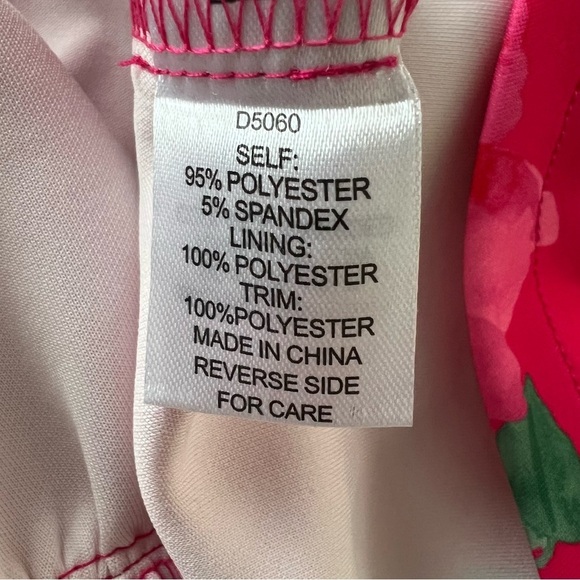 D5060
SELF:
95% POLYESTER
5% SPANDEX
LINING:
100% POLYESTER
TRIM:
100%POLYESTER
MADE IN CHINA
REVERSE SIDE
FOR CARE